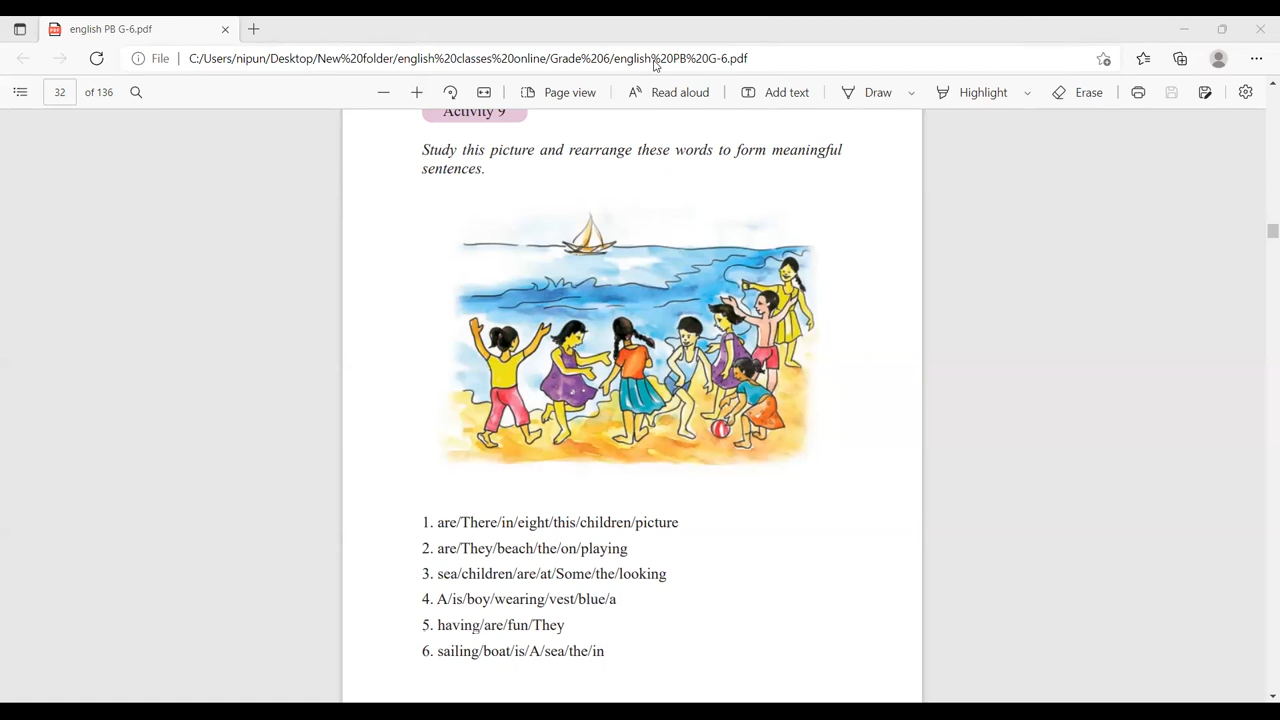 english PB G-6.pdf
File C:/Users/nipun/Desktop/New%20folder/english%20classes%20online/Grade%206/english%20PB%20G-6.pdf
32 of 136 Page view Read aloud Add text Draw Highlight Erase
Activity 9
Study this picture and rearrange these words to form meaningful
sentences.
1. are/There/in/eight/this/children/picture
2. are/They/beach/the/on/playing
3. sea/children/are/at/Some/the/looking
4. A/is/boy/wearing/vest/blue/a
5. having/are/fun/They
6. sailing/boat/is/A/sea/the/in